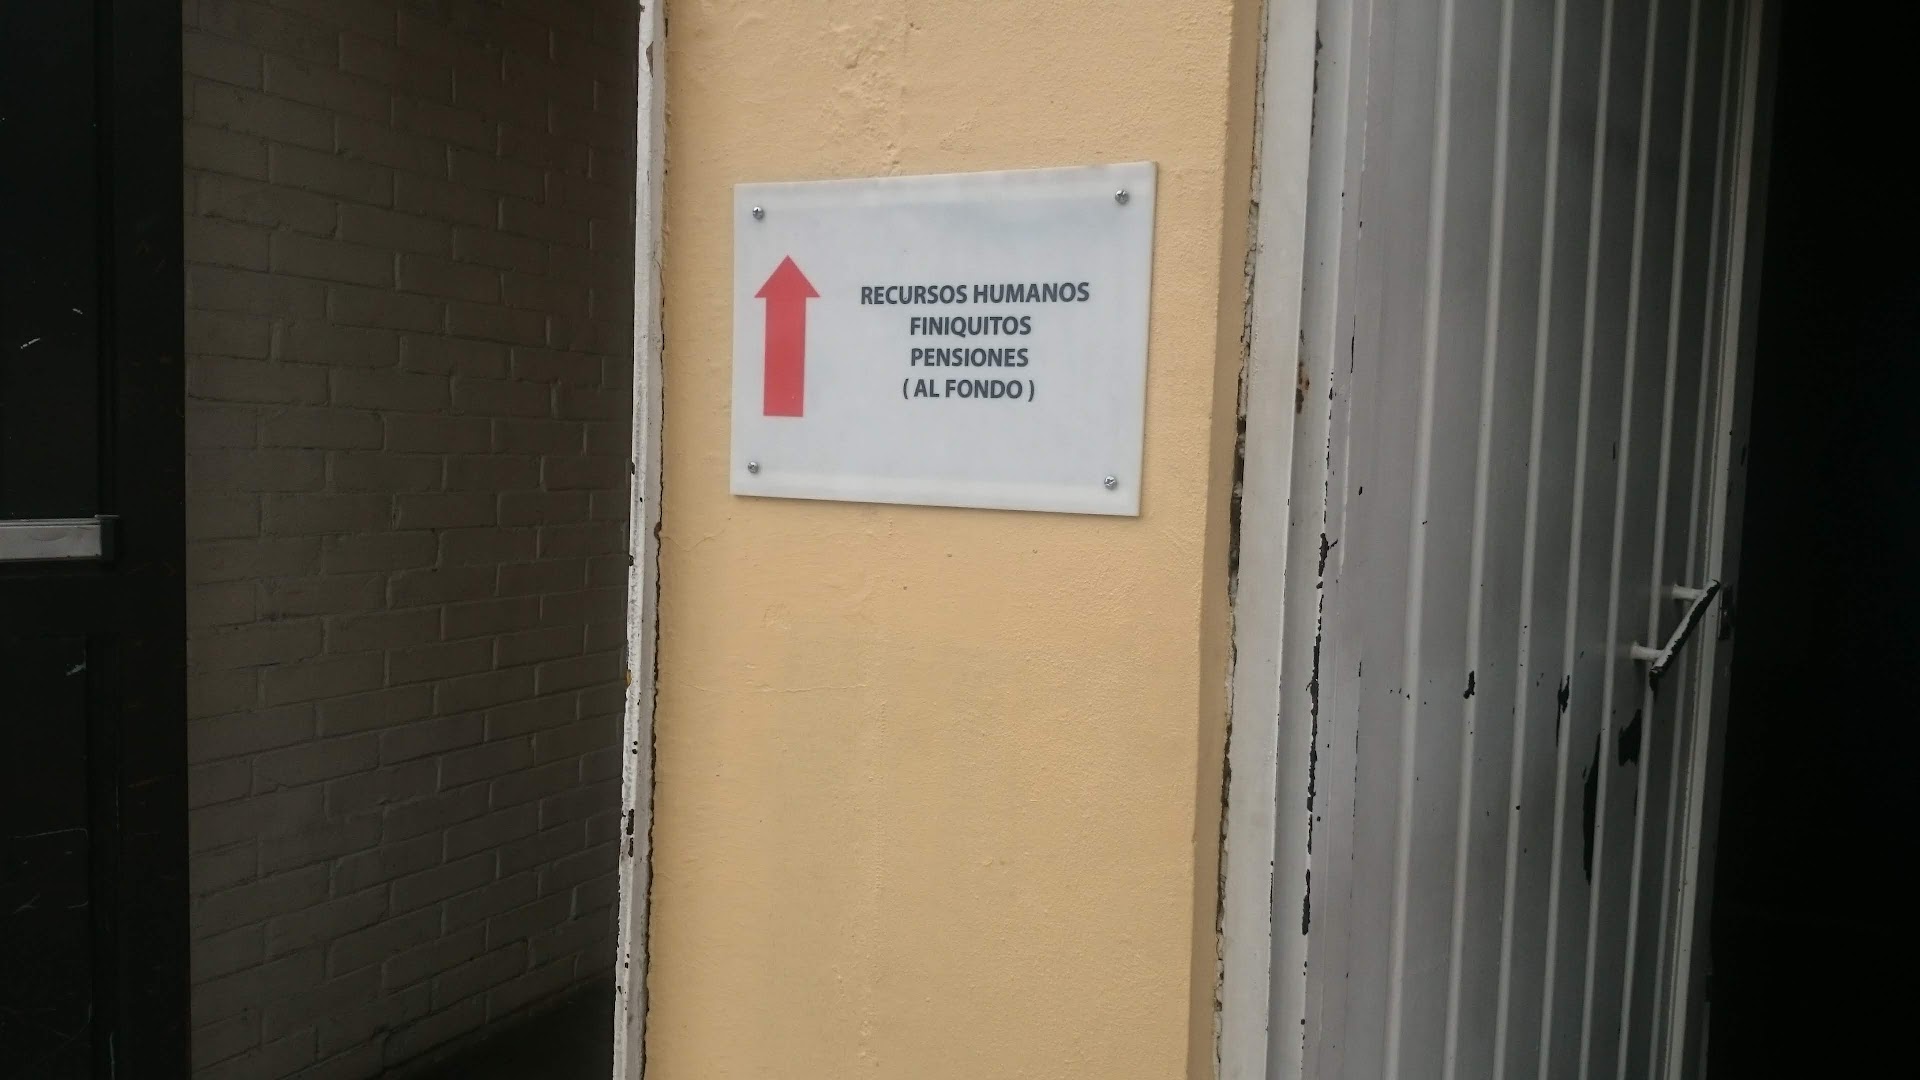 RECURSOS HUMANOS
FINIQUITOS
PENSIONES
( AL FONDO )